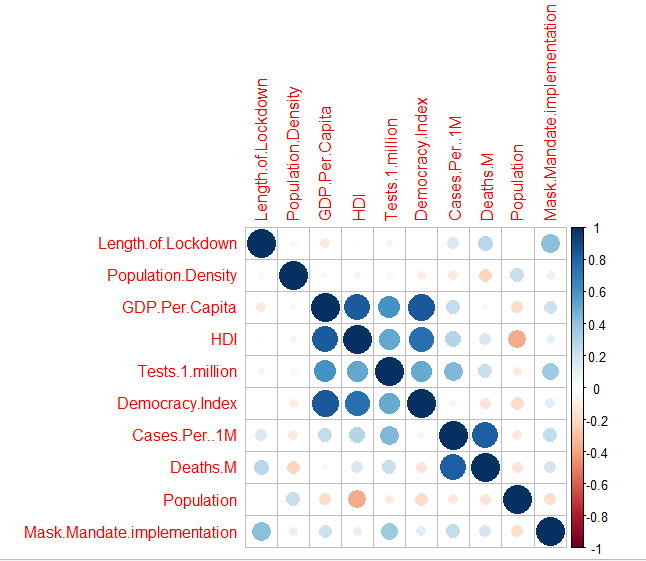 Length.of.Lockdown
Population.Density
GDP.Per.Capita
HDI
Tests.1.million
Democracy.Index
Cases.Per..1M
Deaths.M
Population
Mask.Mandate.implementation
Length.of.Lockdown
Population.Density
GDP.Per.Capita
HDI
Tests.1.million
Democracy.Index
Cases.Per..1M
Deaths.M
Population
Mask.Mandate.implementation
1
0.8
0.6
0.4
0.2
0
-0.2
-0.4
-0.6
-0.8
-1